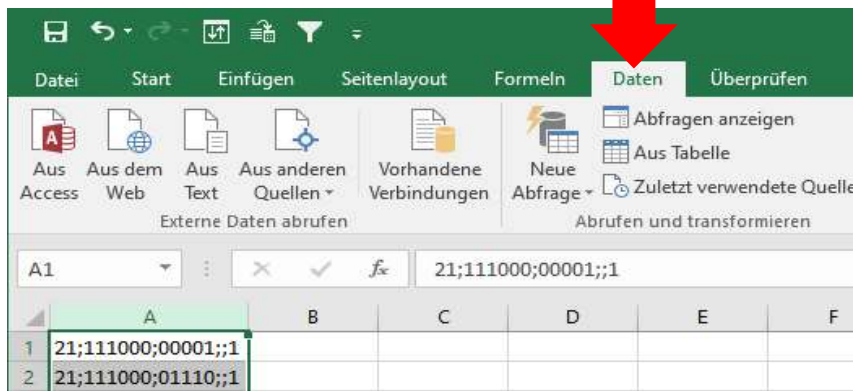 Datei Start Einfügen Seitenlayout Formeln Daten Überprüfen
Aus Access
Aus dem Web
Aus Text
Aus anderen Quellen
Vorhandene Verbindungen
Neue Abfrage
Abfragen anzeigen
Aus Tabelle
Zuletzt verwendete Quelle
Externe Daten abrufen
Abrufen und transformieren
A1 fx 21;111000;00001;;1
A B C D E F
1 21;111000;00001;;1
2 21;111000;01110;;1